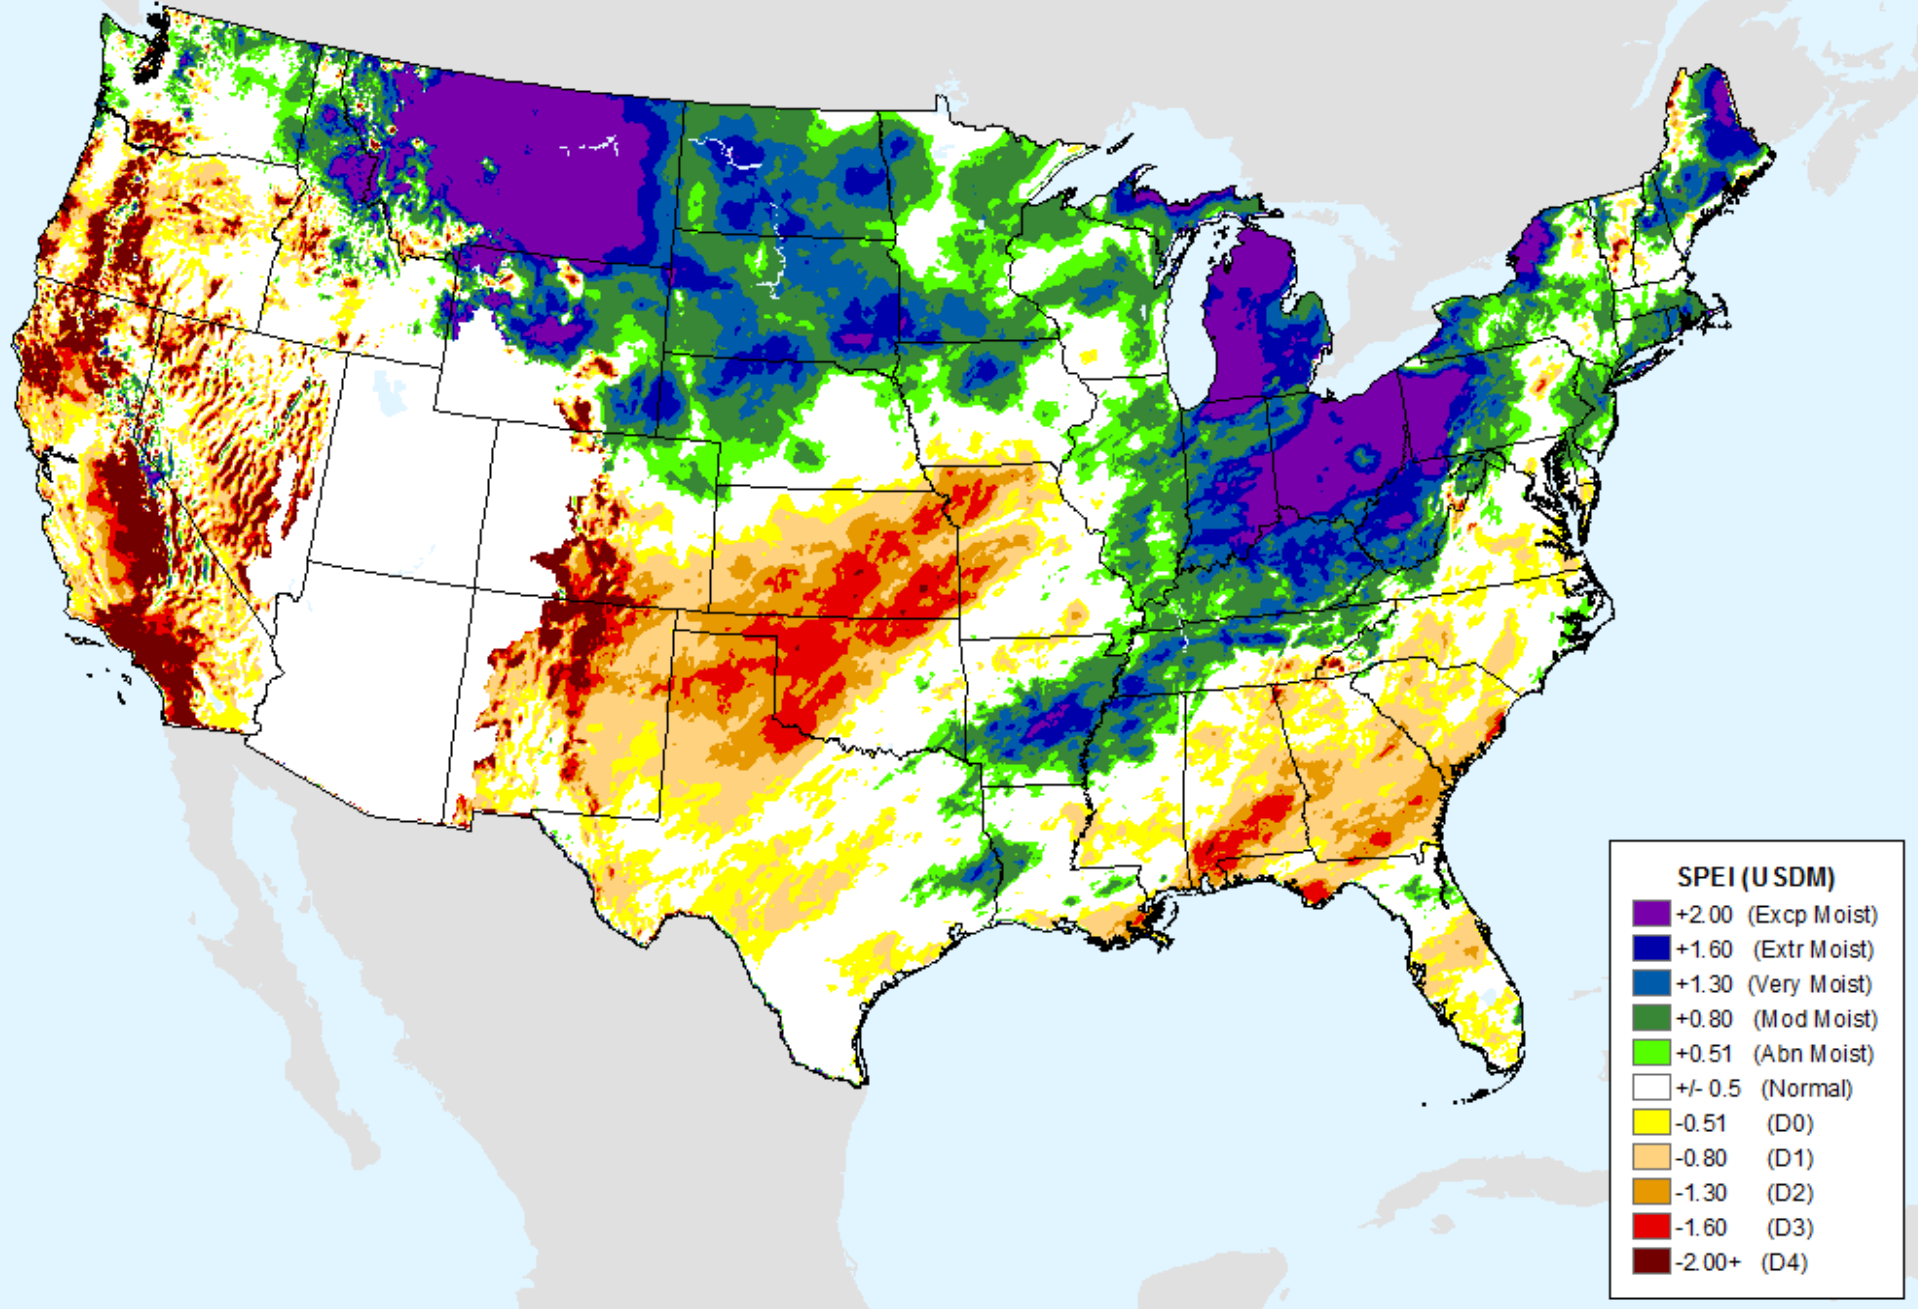 SPEI (USDM)
+2.00 (Excp Moist)
+1.60 (Extr Moist)
+1.30 (Very Moist)
+0.80 (Mod Moist)
+0.51 (Abn Moist)
+/- 0.5 (Normal)
-0.51 (D0)
-0.80 (D1)
-1.30 (D2)
-1.60 (D3)
-2.00+ (D4)